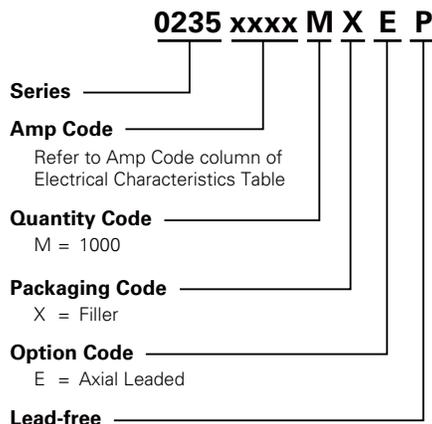 0235 xxxx M X E P
Series
Amp Code
Refer to Amp Code column of
Electrical Characteristics Table
Quantity Code
M = 1000
Packaging Code
X = Filler
Option Code
E = Axial Leaded
Lead-free